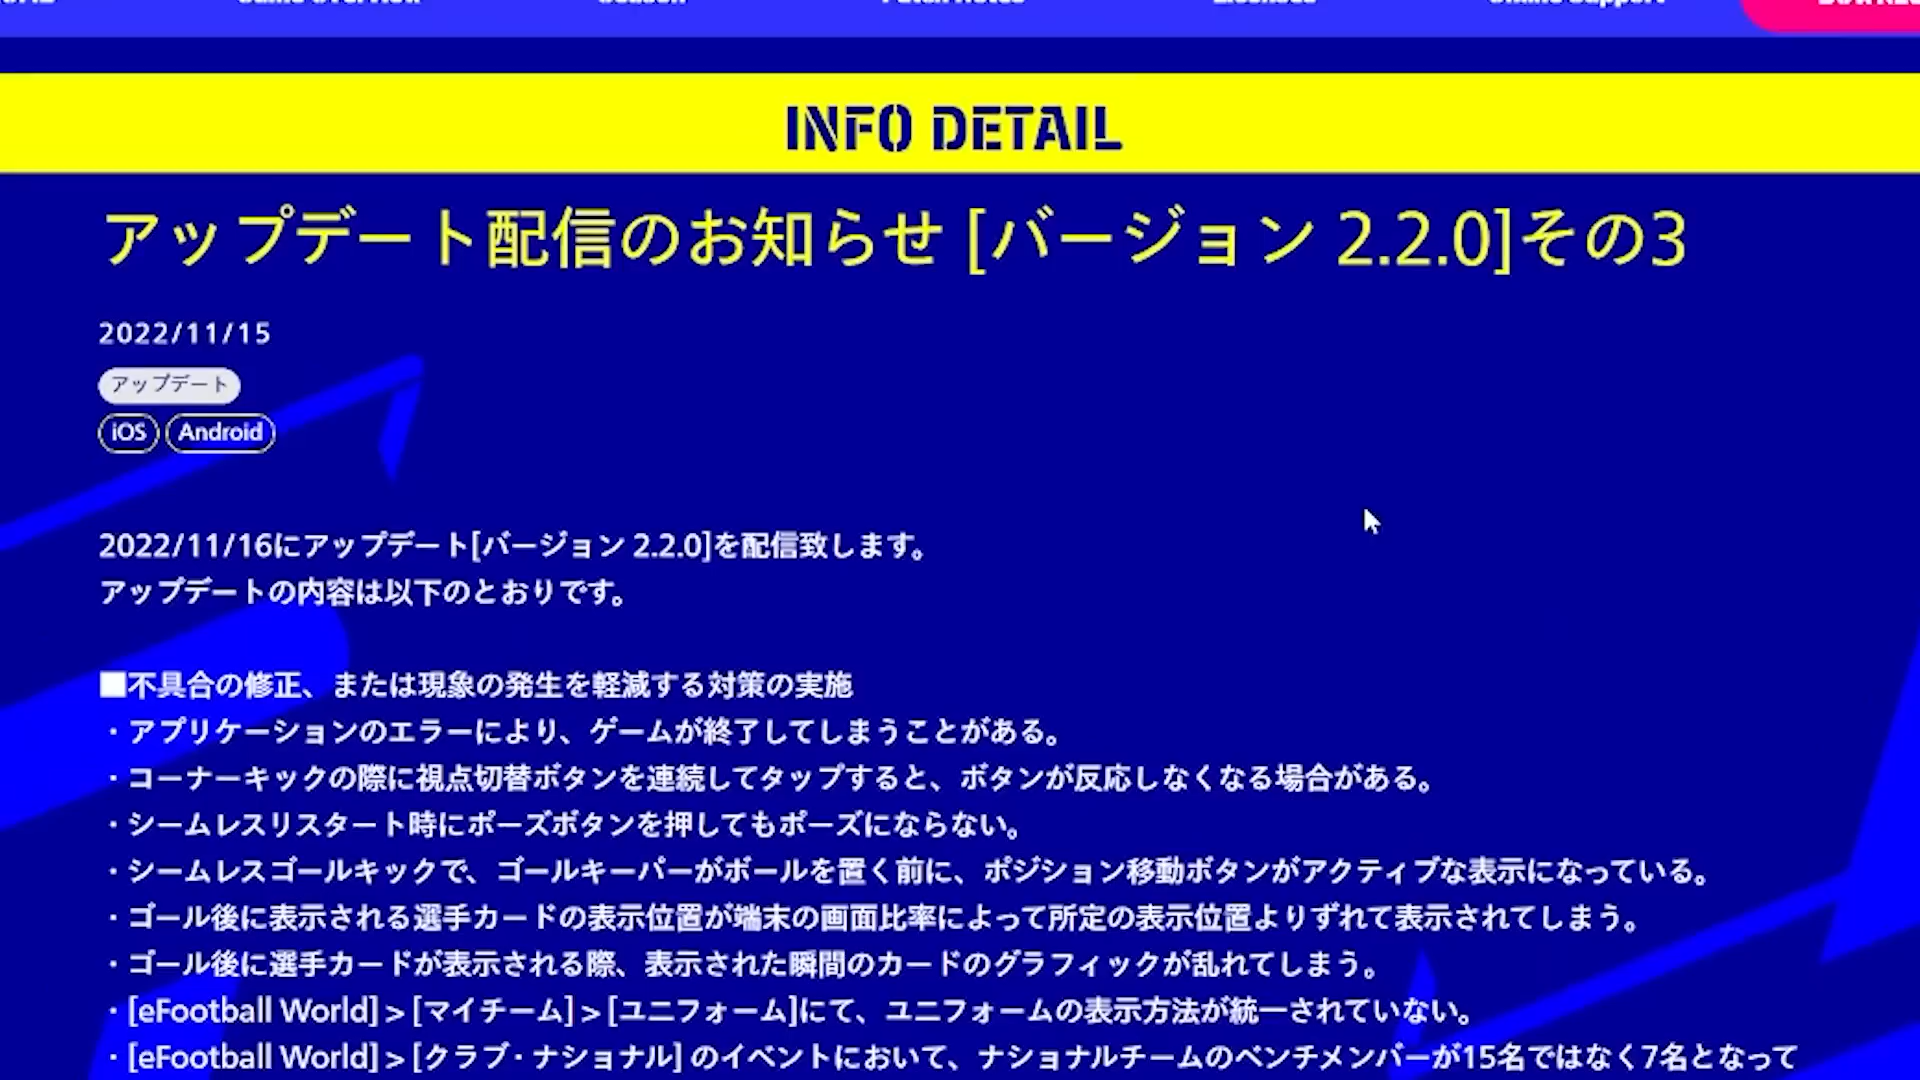 INFO DETAIL
アップデート配信のお知らせ [バージョン 2.2.0]その3
2022/11/15
アップデート
iOS Android
2022/11/16にアップデート[バージョン 2.2.0]を配信致します。
アップデートの内容は以下のとおりです。
■不具合の修正、または現象の発生を軽減する対策の実施
・アプリケーションのエラーにより、ゲームが終了してしまうことがある。
・コーナーキックの際に視点切替ボタンを連続してタップすると、ボタンが反応しなくなる場合がある。
・シームレスリスタート時にポーズボタンを押してもポーズにならない。
・シームレスゴールキックで、ゴールキーパーがボールを置く前に、ポジション移動ボタンがアクティブな表示になっている。
・ゴール後に表示される選手カードの表示位置が端末の画面比率によって所定の表示位置よりずれて表示されてしまう。
・ゴール後に選手カードが表示される際、表示された瞬間のカードのグラフィックが乱れてしまう。
・[eFootball World] > [マイチーム] > [ユニフォーム]にて、ユニフォームの表示方法が統一されていない。
・[eFootball World] > [クラブ・ナショナル] のイベントにおいて、ナショナルチームのベンチメンバーが15名ではなく7名となって